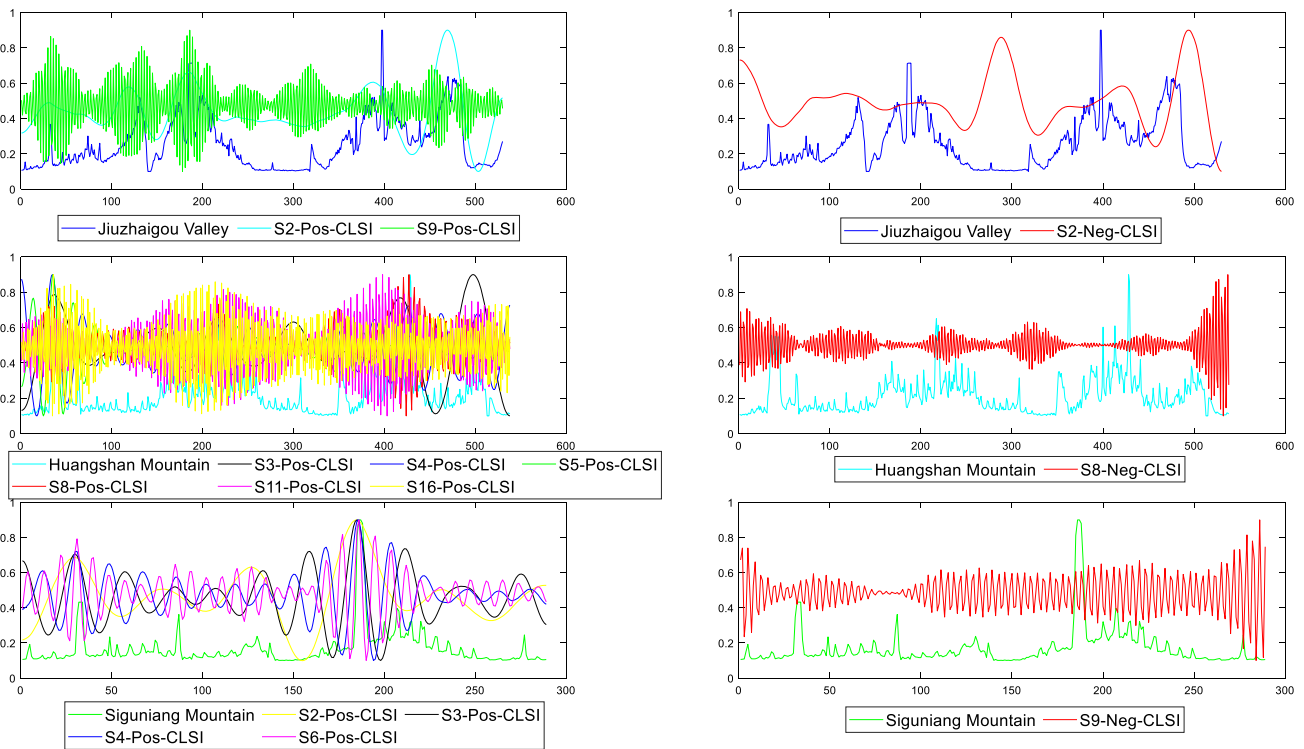 1
0.8
0.6
0.4
0.2
0
0 100 200 300 400 500 600
Jiuzhaigou Valley S2-Pos-CLSI S9-Pos-CLSI
1
0.8
0.6
0.4
0.2
0
0 100 200 300 400 500 600
Jiuzhaigou Valley S2-Neg-CLSI
1
0.8
0.6
0.4
0.2
0
0 100 200 300 400 500 600
Huangshan Mountain S3-Pos-CLSI S4-Pos-CLSI S5-Pos-CLSI
S8-Pos-CLSI S11-Pos-CLSI S16-Pos-CLSI
1
0.8
0.6
0.4
0.2
0
0 100 200 300 400 500 600
Huangshan Mountain S8-Neg-CLSI
1
0.8
0.6
0.4
0.2
0
0 50 100 150 200 250 300
Siguniang Mountain S2-Pos-CLSI S3-Pos-CLSI
S4-Pos-CLSI S6-Pos-CLSI
1
0.8
0.6
0.4
0.2
0
0 50 100 150 200 250 300
Siguniang Mountain S9-Neg-CLSI